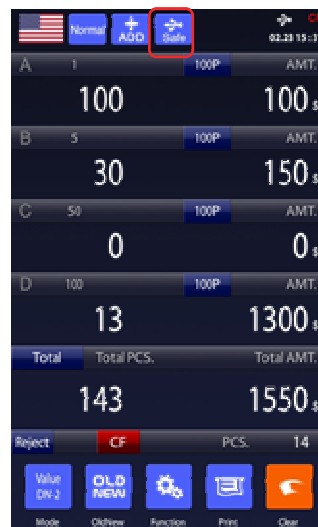 Normal ADD Safe
02.23 15:3
A 1 100P AMT.
100 100 $
B 5 100P AMT.
30 150 $
C 50 100P AMT.
0 0 $
D 100 100P AMT.
13 1300 $
Total Total PCS. Total AMT.
143 1550 $
Reject CF PCS. 14
Value OLD
DN-2 NEW
Mode OldNew Function Print Clear